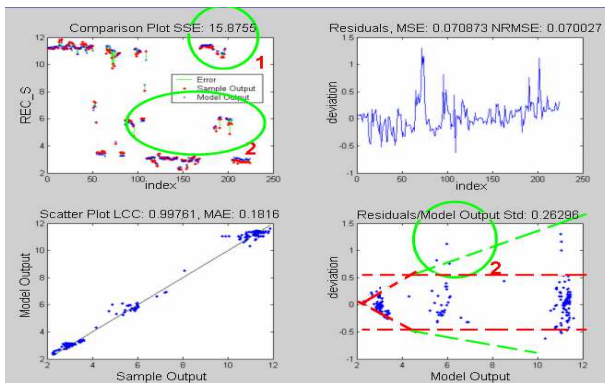 Comparison Plot SSE: 15.8755
12
10
8
6
4
2
REC_S
0 50 100 150 200 250
index
Error
Sample Output
Model Output
1
2
Residuals, MSE: 0.070873 NRMSE: 0.070027
1.5
1
0.5
0
-0.5
-1
deviation
0 50 100 150 200 250
index
Scatter Plot LCC: 0.99761, MAE: 0.1816
12
10
8
6
4
2
Model Output
2 4 6 8 10 12
Sample Output
Residuals/Model Output Std: 0.26296
1.5
1
0.5
0
-0.5
-1
deviation
2
2 4 6 8 10 12
Model Output